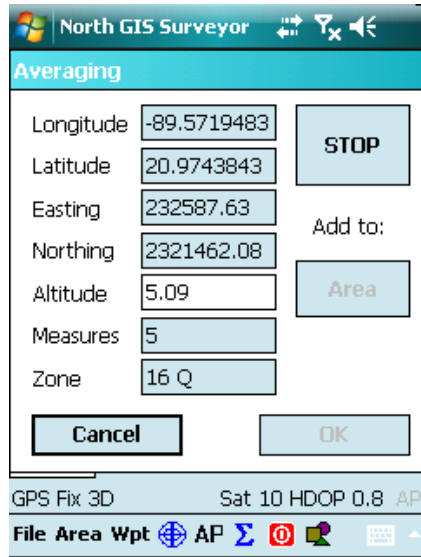 North GIS Surveyor
Averaging
Longitude -89.5719483
STOP
Latitude 20.9743843
Easting 232587.63
Add to:
Northing 2321462.08
Altitude 5.09
Area
Measures 5
Zone 16 Q
Cancel OK
GPS Fix 3D Sat 10 HDOP 0.8 AP
File Area Wpt AP Σ